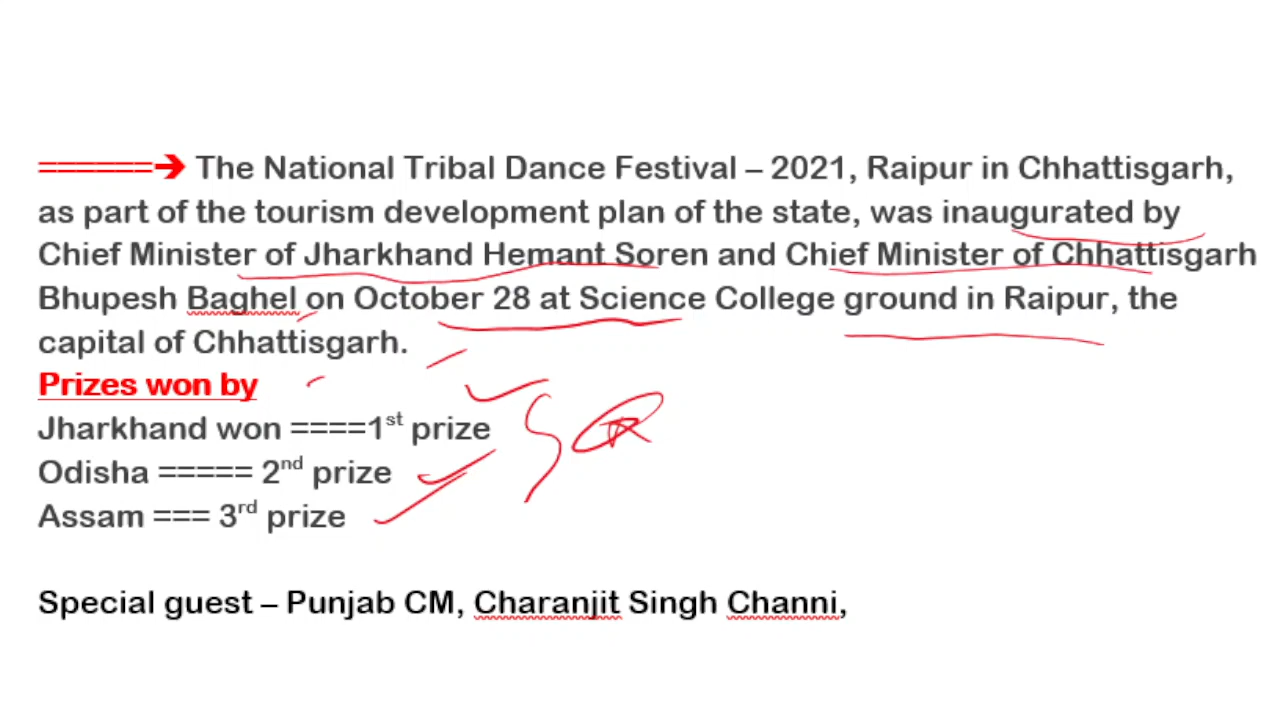 ======➔ The National Tribal Dance Festival – 2021, Raipur in Chhattisgarh,
as part of the tourism development plan of the state, was inaugurated by
Chief Minister of Jharkhand Hemant Soren and Chief Minister of Chhattisgarh
Bhupesh Baghel on October 28 at Science College ground in Raipur, the
capital of Chhattisgarh.
Prizes won by
Jharkhand won ====1st prize
Odisha ===== 2nd prize
Assam === 3rd prize
Special guest – Punjab CM, Charanjit Singh Channi,